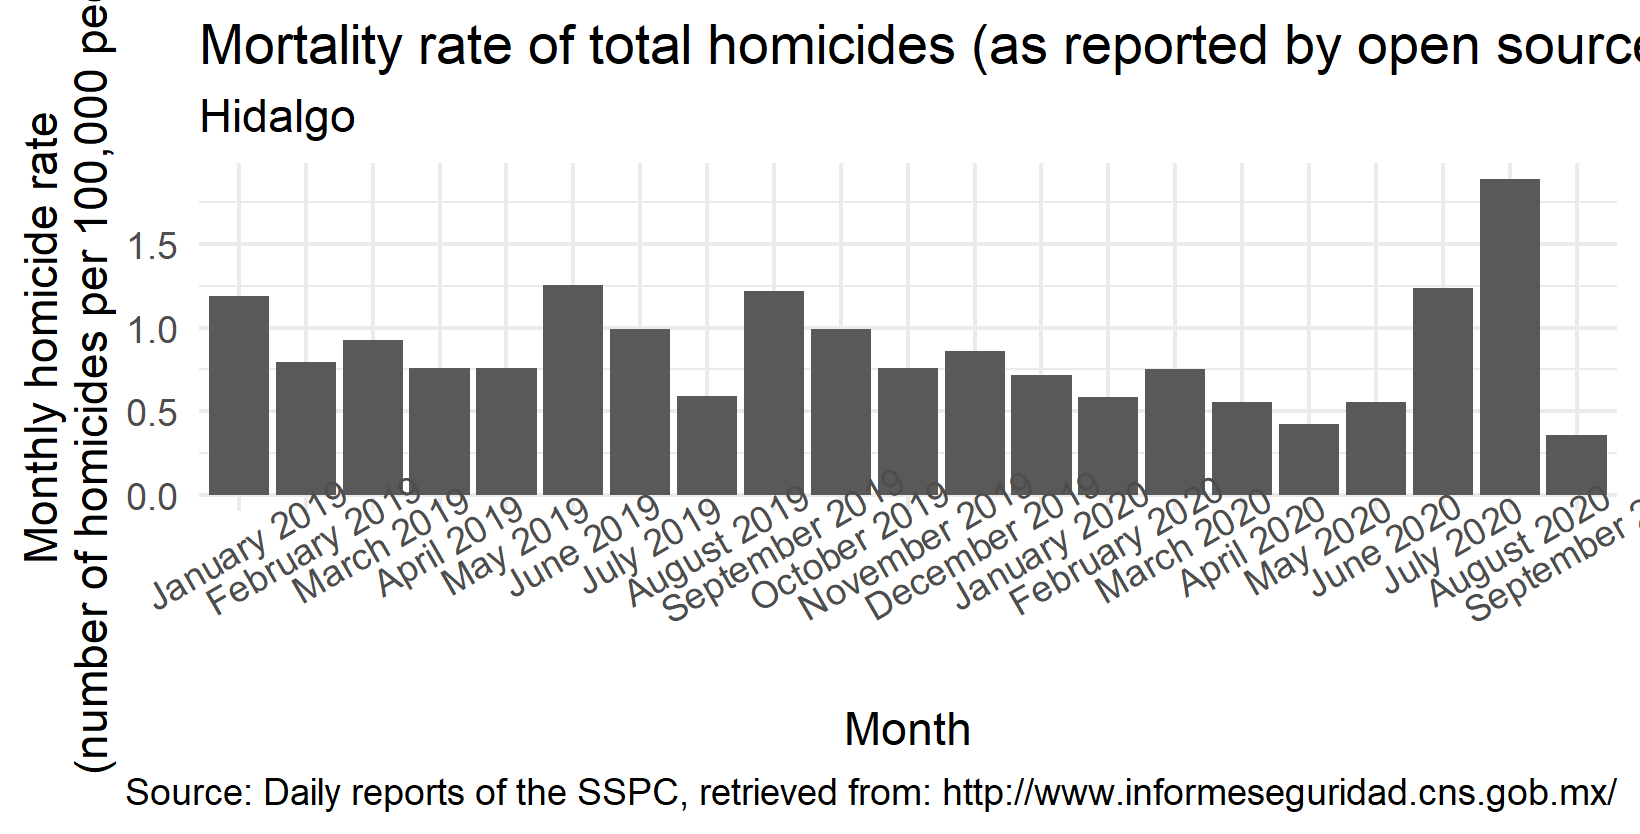 Mortality rate of total homicides (as reported by open source
Hidalgo
Monthly homicide rate
(number of homicides per 100,000
1.5
1.0
0.5
0.0
January 2019
February 2019
March 2019
April 2019
May 2019
June 2019
July 2019
August 2019
September 2019
October 2019
November 2019
December 2019
January 2020
February 2020
March 2020
April 2020
May 2020
June 2020
July 2020
August 2020
September
Month
Source: Daily reports of the SSPC, retrieved from: http://www.informeseguridad.cns.gob.mx/